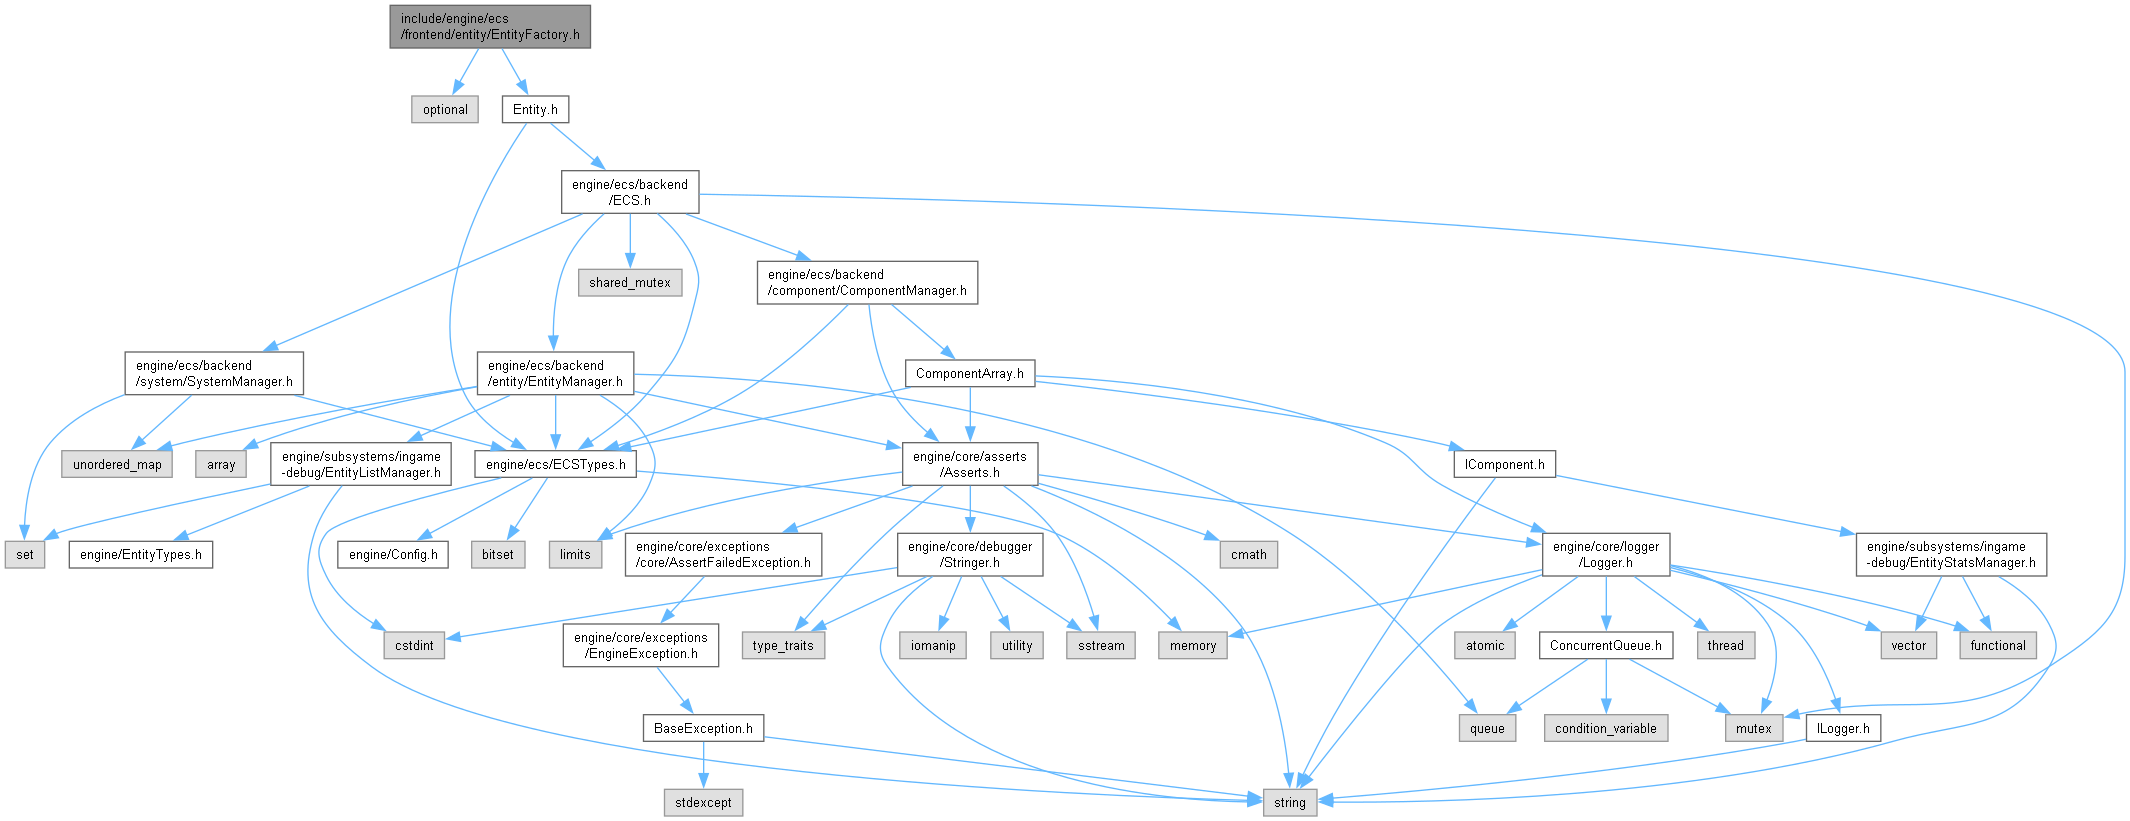 include/engine/ecs
/frontend/entity/EntityFactory.h
optional
Entity.h
engine/ecs/backend
/ECS.h
shared_mutex
engine/ecs/backend
/component/ComponentManager.h
engine/ecs/backend
/system/SystemManager.h
engine/ecs/backend
/entity/EntityManager.h
ComponentArray.h
unordered_map
array
engine/subsystems/ingame
-debug/EntityListManager.h
engine/ecs/ECSTypes.h
engine/core/asserts
/Asserts.h
IComponent.h
set
engine/EntityTypes.h
engine/Config.h
bitset
limits
engine/core/exceptions
/core/AssertFailedException.h
engine/core/debugger
/Stringer.h
cmath
engine/core/logger
/Logger.h
engine/subsystems/ingame
-debug/EntityStatsManager.h
cstdint
engine/core/exceptions
/EngineException.h
type_traits
iomanip
utility
sstream
memory
atomic
ConcurrentQueue.h
thread
vector
functional
BaseException.h
queue
condition_variable
mutex
ILogger.h
stdexcept
string